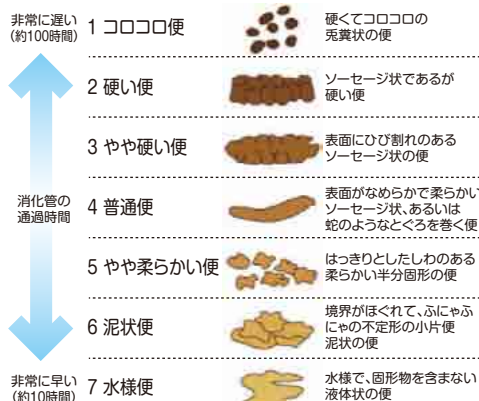 非常に遅い
(約100時間)
1 コロコロ便
硬くてコロコロの
兎糞状の便
2 硬い便
ソーセージ状であるが
硬い便
3 やや硬い便
表面にひび割れのある
ソーセージ状の便
消化管の
通過時間
4 普通便
表面がなめらかで柔らかい
ソーセージ状、あるいは
蛇のようなとぐろを巻く便
5 やや柔らかい便
はっきりとしたしわのある
柔らかい半分固形の便
6 泥状便
境界がほぐれて、ふにゃふ
にゃの不定形の小片便
泥状の便
非常に早い
(約10時間)
7 水様便
水様で、固形物を含まない
液体状の便